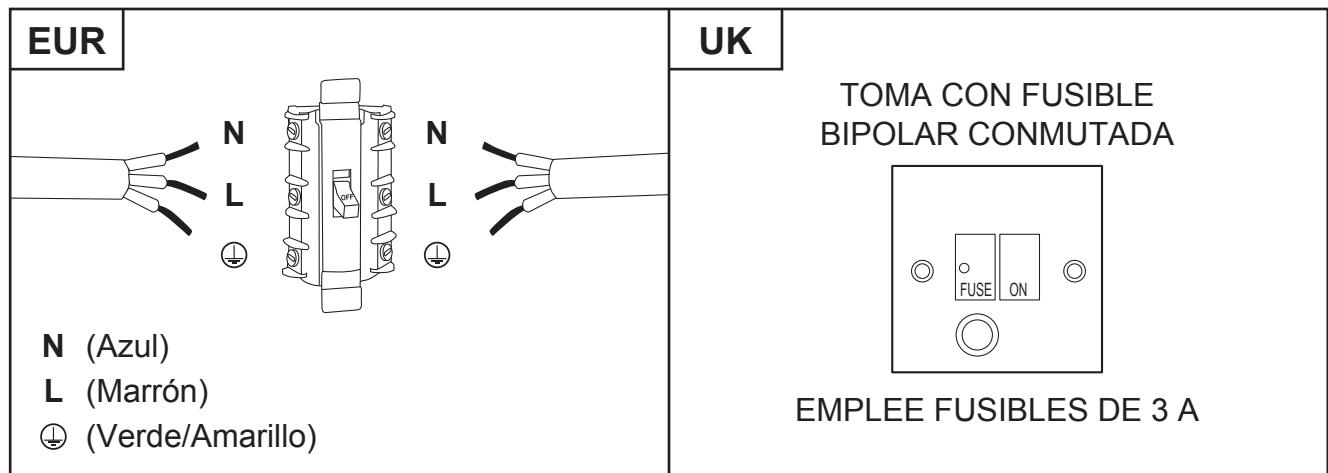 EUR
N
L
N
L
OFF
N (Azul)
L (Marrón)
(Verde/Amarillo)
UK
TOMA CON FUSIBLE
BIPOLAR CONMUTADA
FUSE ON
EMPLEE FUSIBLES DE 3 A